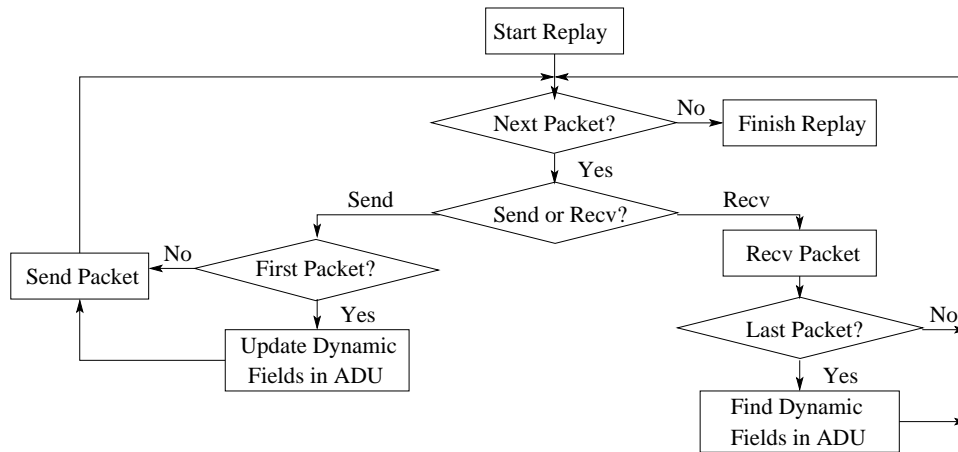 Start Replay
No
Next Packet?
Finish Replay
Yes
Send
Send or Recv?
Recv
No
Send Packet
First Packet?
Recv Packet
Yes
Last Packet?
No
Update Dynamic
Fields in ADU
Yes
Find Dynamic
Fields in ADU